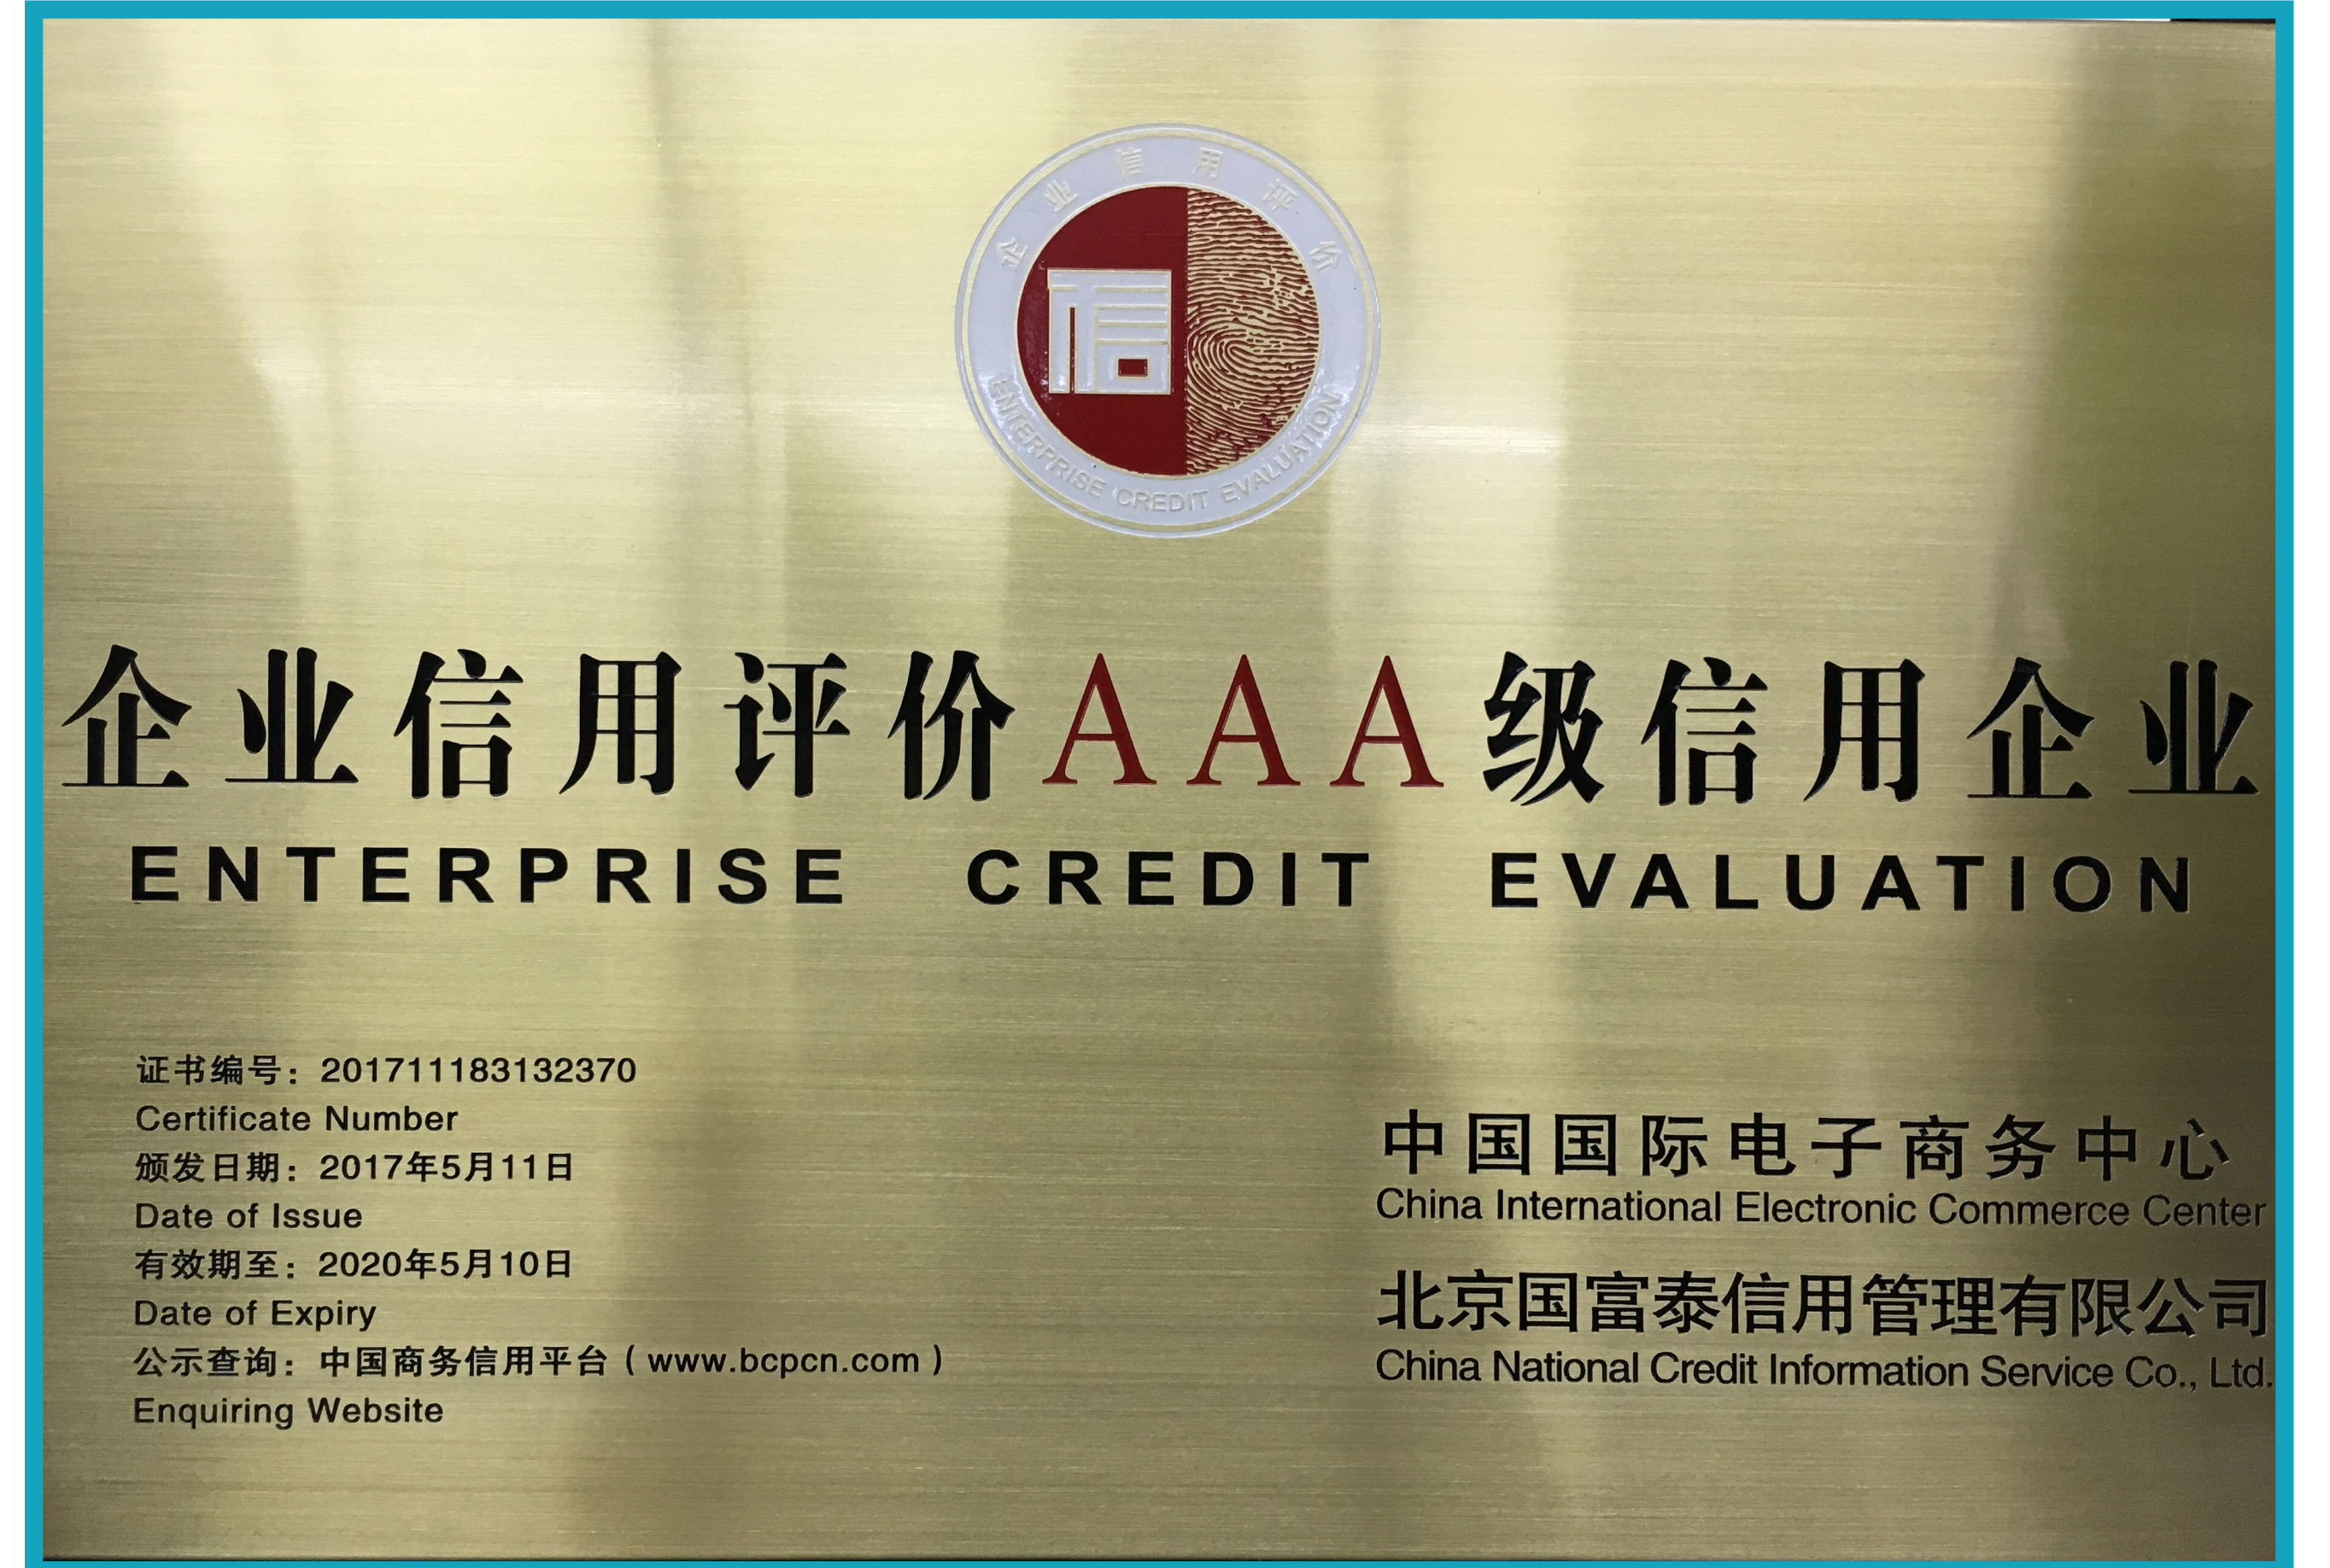 企业信用评价
信
ENTERPRISE CREDIT EVALUATION
企业信用评价AAA级信用企业
ENTERPRISE CREDIT EVALUATION
证书编号：201711183132370
Certificate Number
颁发日期：2017年5月11日
Date of Issue
有效期至：2020年5月10日
Date of Expiry
公示查询：中国商务信用平台（www.bcpcn.com）
Enquiring Website
中国国际电子商务中心
China International Electronic Commerce Center
北京国富泰信用管理有限公司
China National Credit Information Service Co., Ltd.